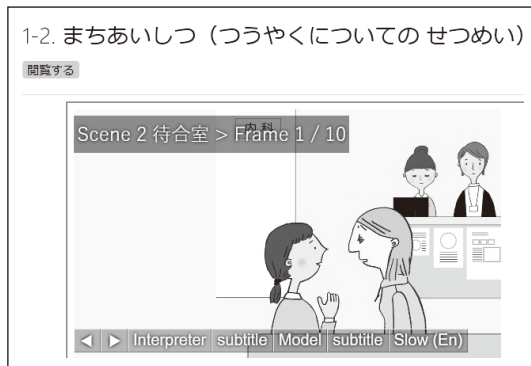 1-2. まちあいしつ（つうやくについての せつめい）
閲覧する
内科
Scene 2 待合室 > Frame 1 / 10
◀ ▶ Interpreter subtitle Model subtitle Slow (En)